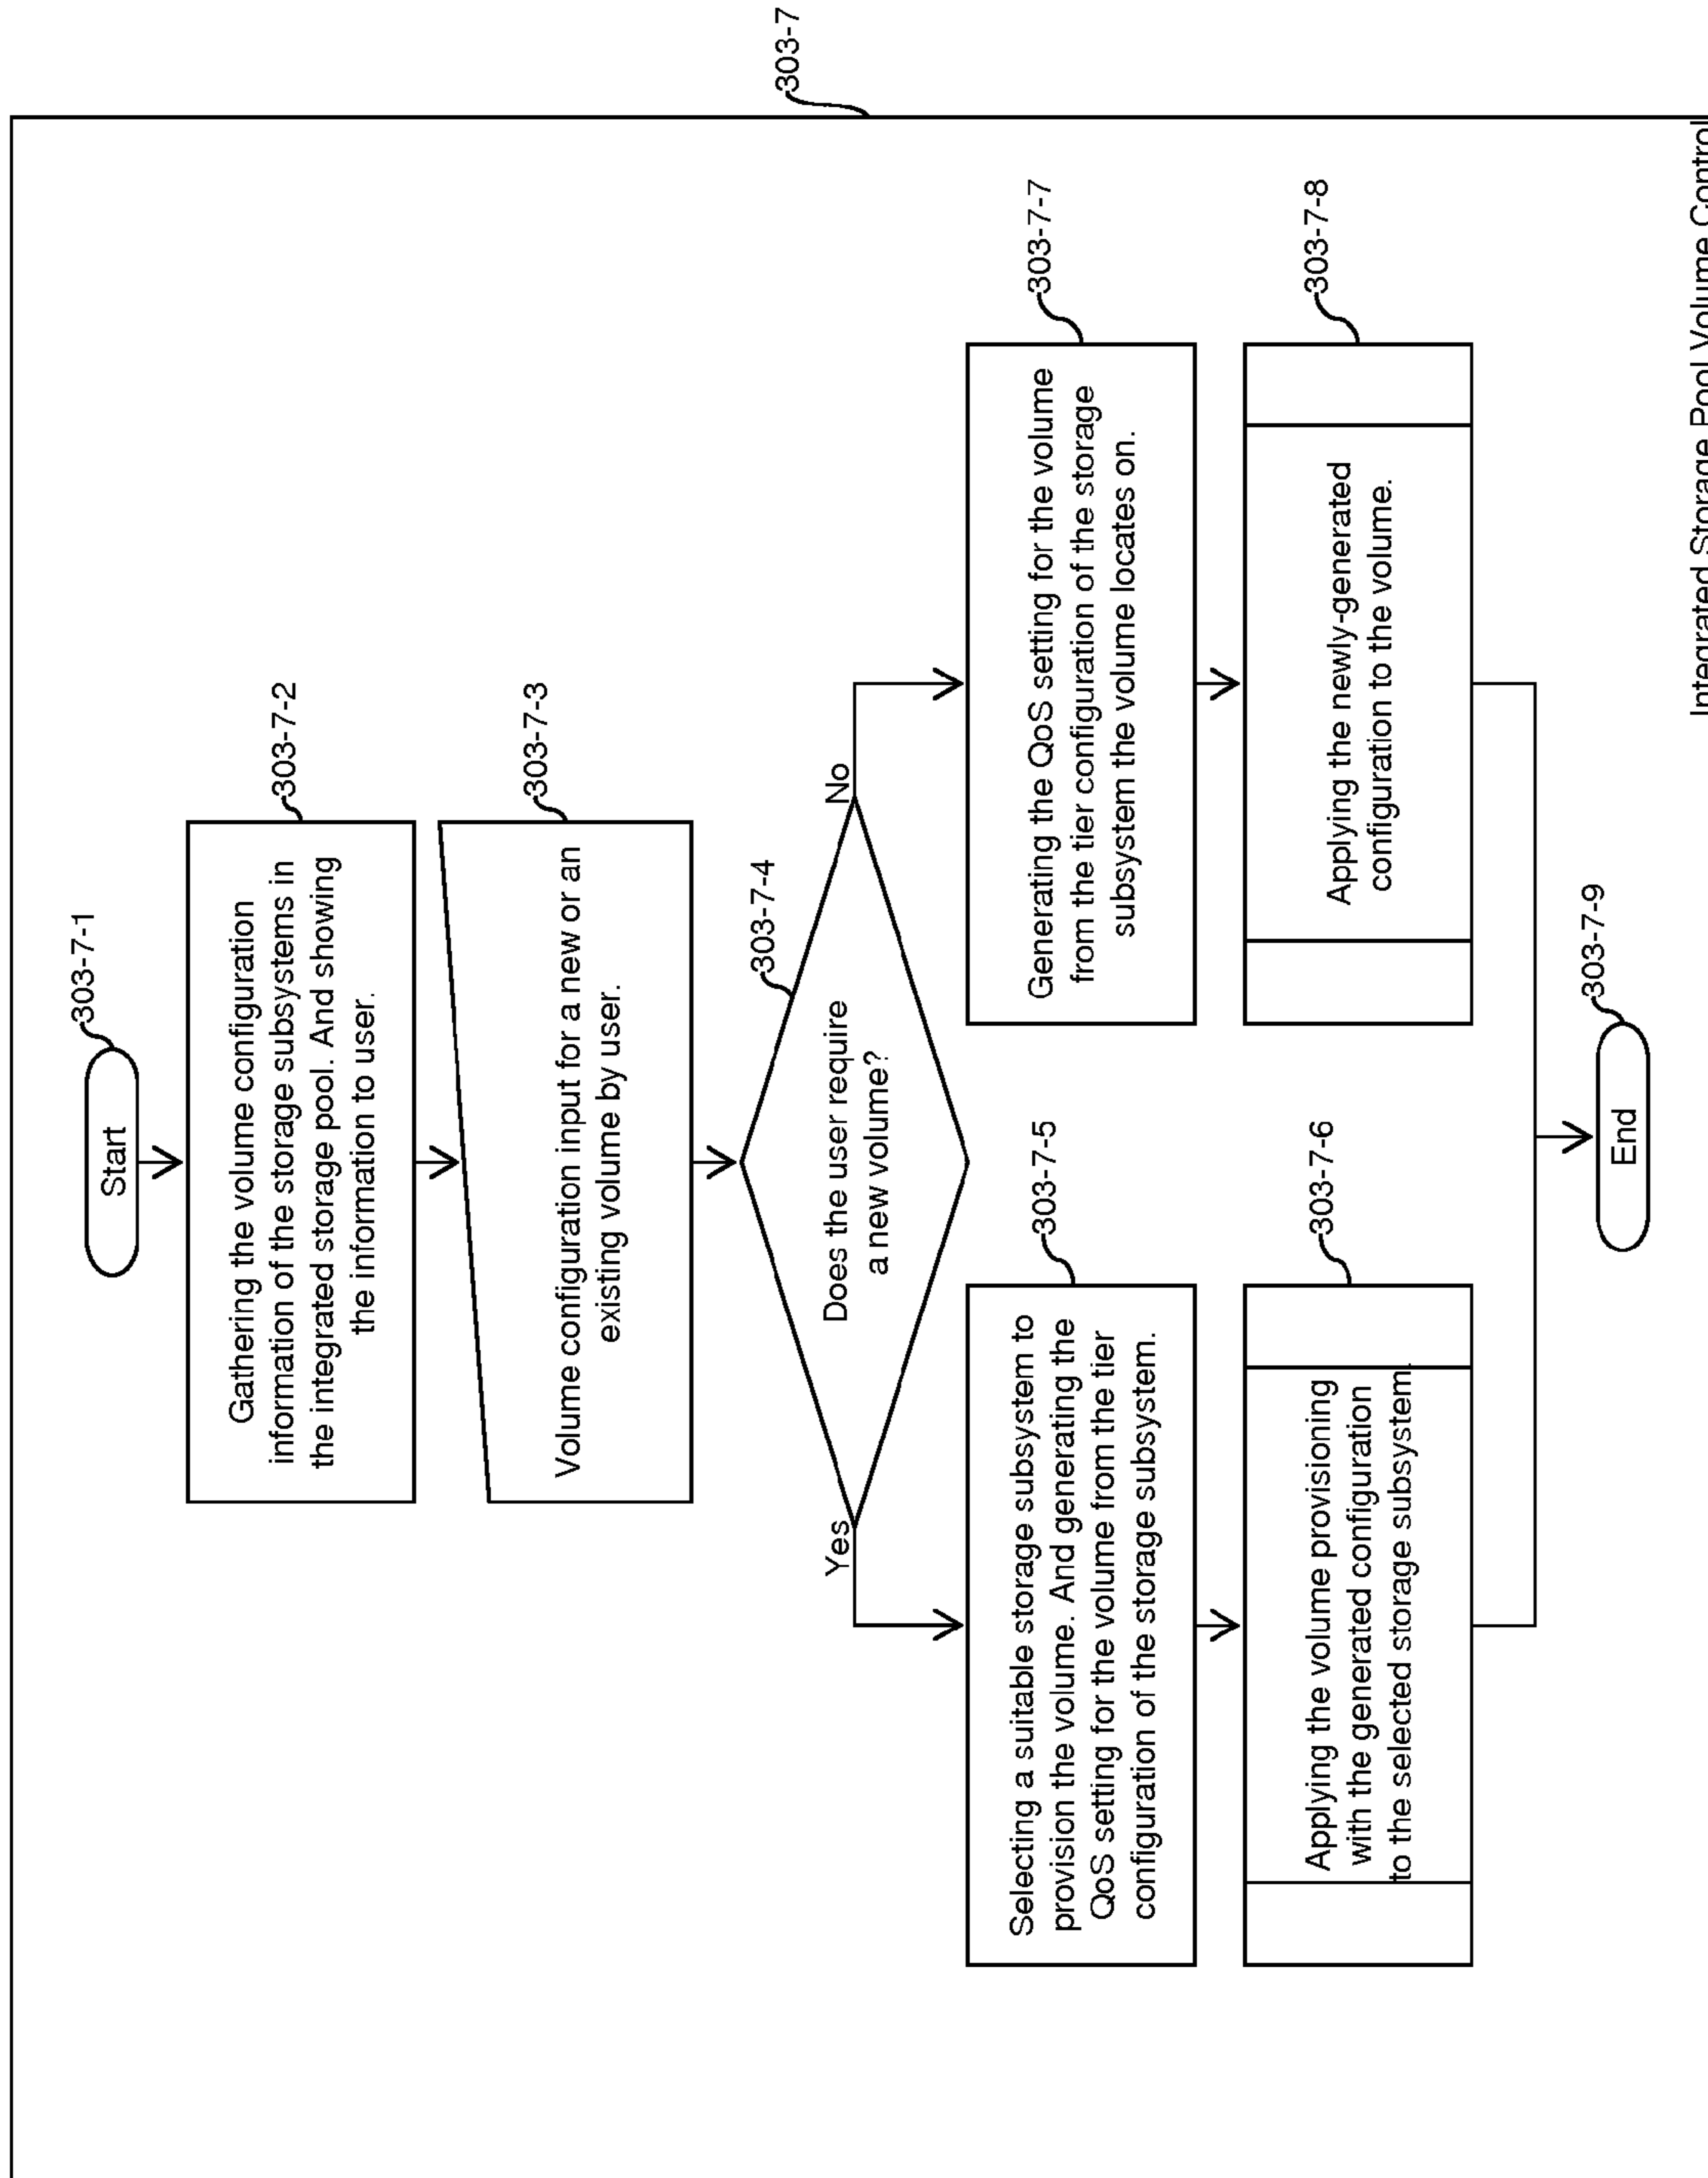 303-7
303-7-1
Start
303-7-2
Gathering the volume configuration
information of the storage subsystems in
the integrated storage pool. And showing
the information to user.
303-7-3
Volume configuration input for a new or an
existing volume by user.
303-7-4
Does the user require
a new volume?
Yes
No
303-7-5
Selecting a suitable storage subsystem to
provision the volume. And generating the
QoS setting for the volume from the tier
configuration of the storage subsystem.
303-7-7
Generating the QoS setting for the volume
from the tier configuration of the storage
subsystem the volume locates on.
303-7-6
Applying the volume provisioning
with the generated configuration
to the selected storage subsystem.
303-7-8
Applying the newly-generated
configuration to the volume.
303-7-9
End
Integrated Storage Pool Volume Control